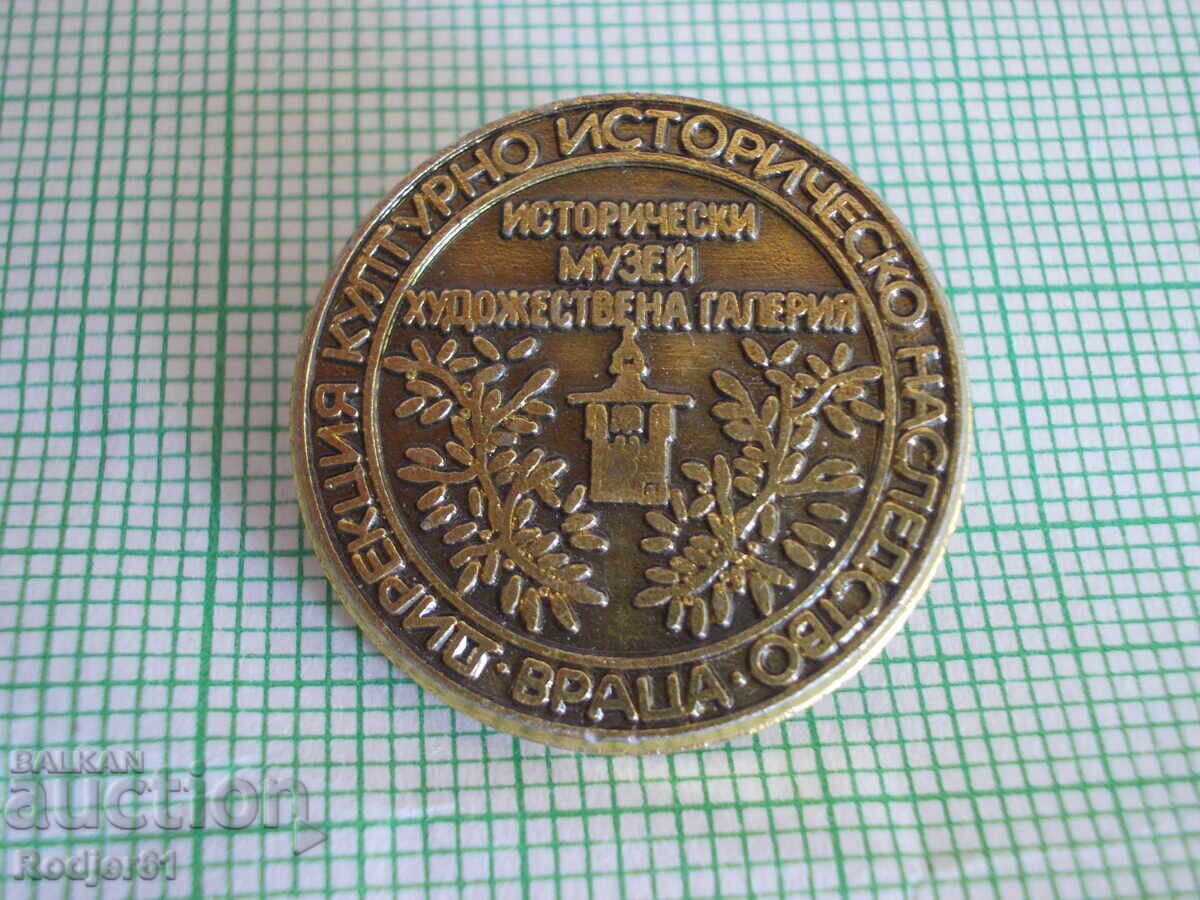 ДИРЕКЦИЯ КУЛТУРНО ИСТОРИЧЕСКО НАСЛЕДСТВО
· ВРАЦА ·
ИСТОРИЧЕСКИ
МУЗЕЙ
ХУДОЖЕСТВЕНА ГАЛЕРИЯ
BALKAN
auction
Rodjer61